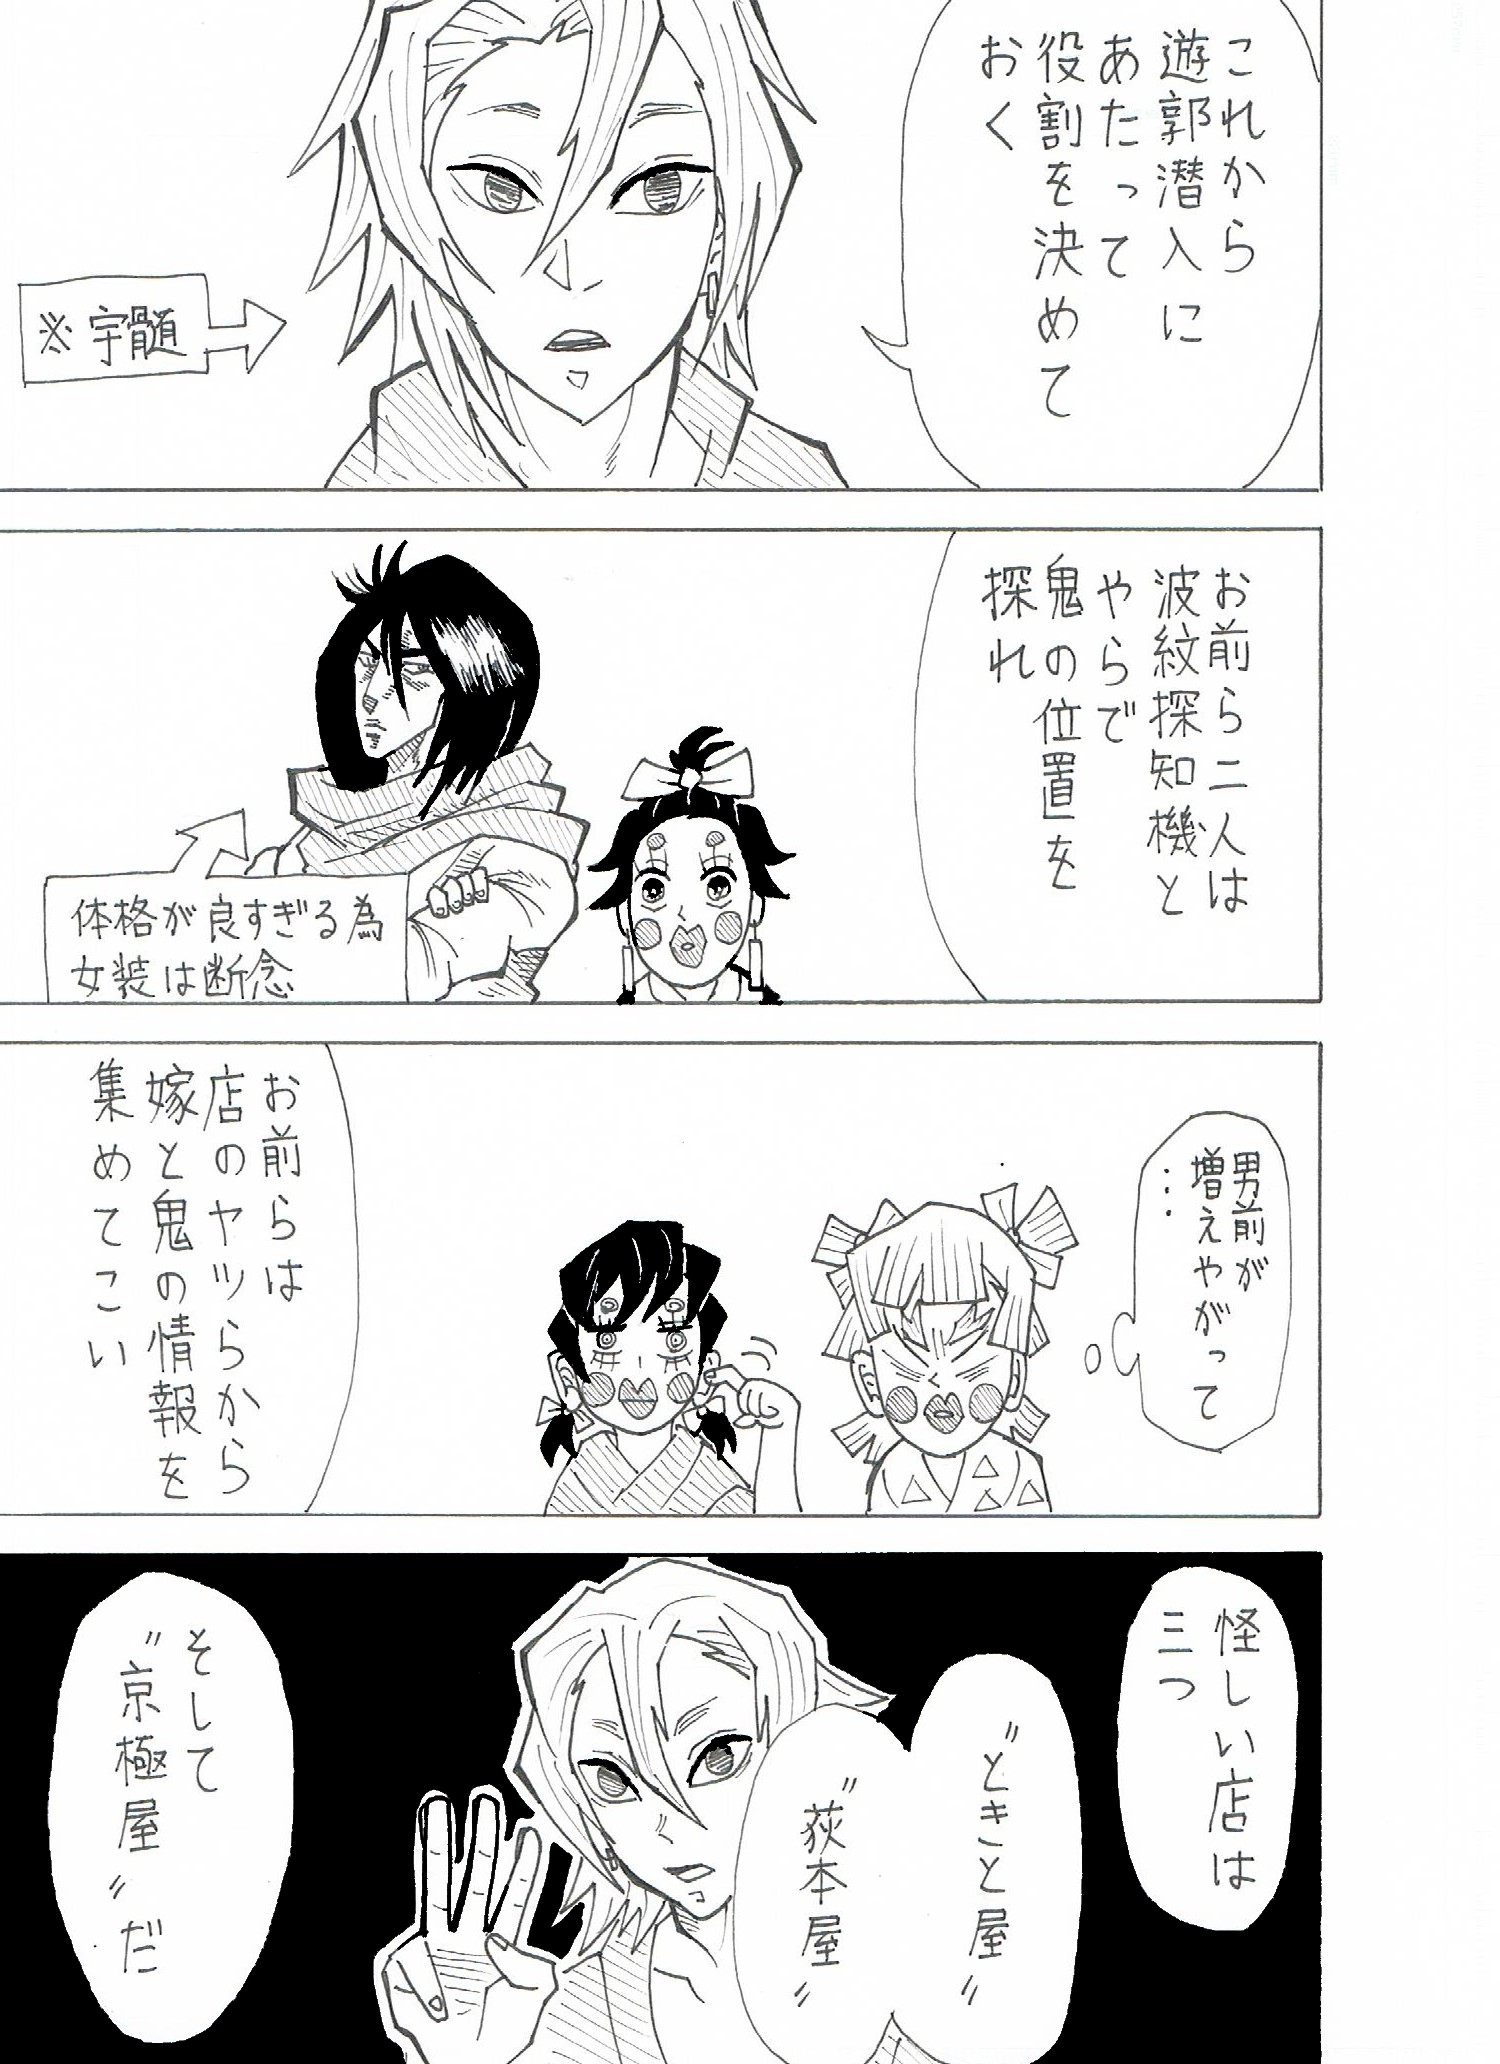 これから
遊郭潜入に
あたって
役割を決めて
おく
※宇髄
お前ら二人は
波紋探知機と
やらで
鬼の位置を
探れ
体格が良すぎる為
女装は断念
男前が
増えやがって
…
お前らは
店のヤツらから
嫁と鬼の情報を
集めてこい
怪しい店は
三つ
〝ときと屋〟
〝荻本屋〟
そして
〝京極屋〟だ